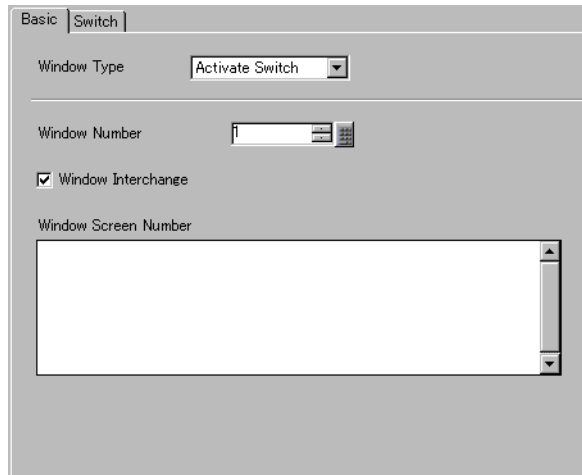 Basic Switch
Window Type Activate Switch
Window Number 1
Window Interchange
Window Screen Number